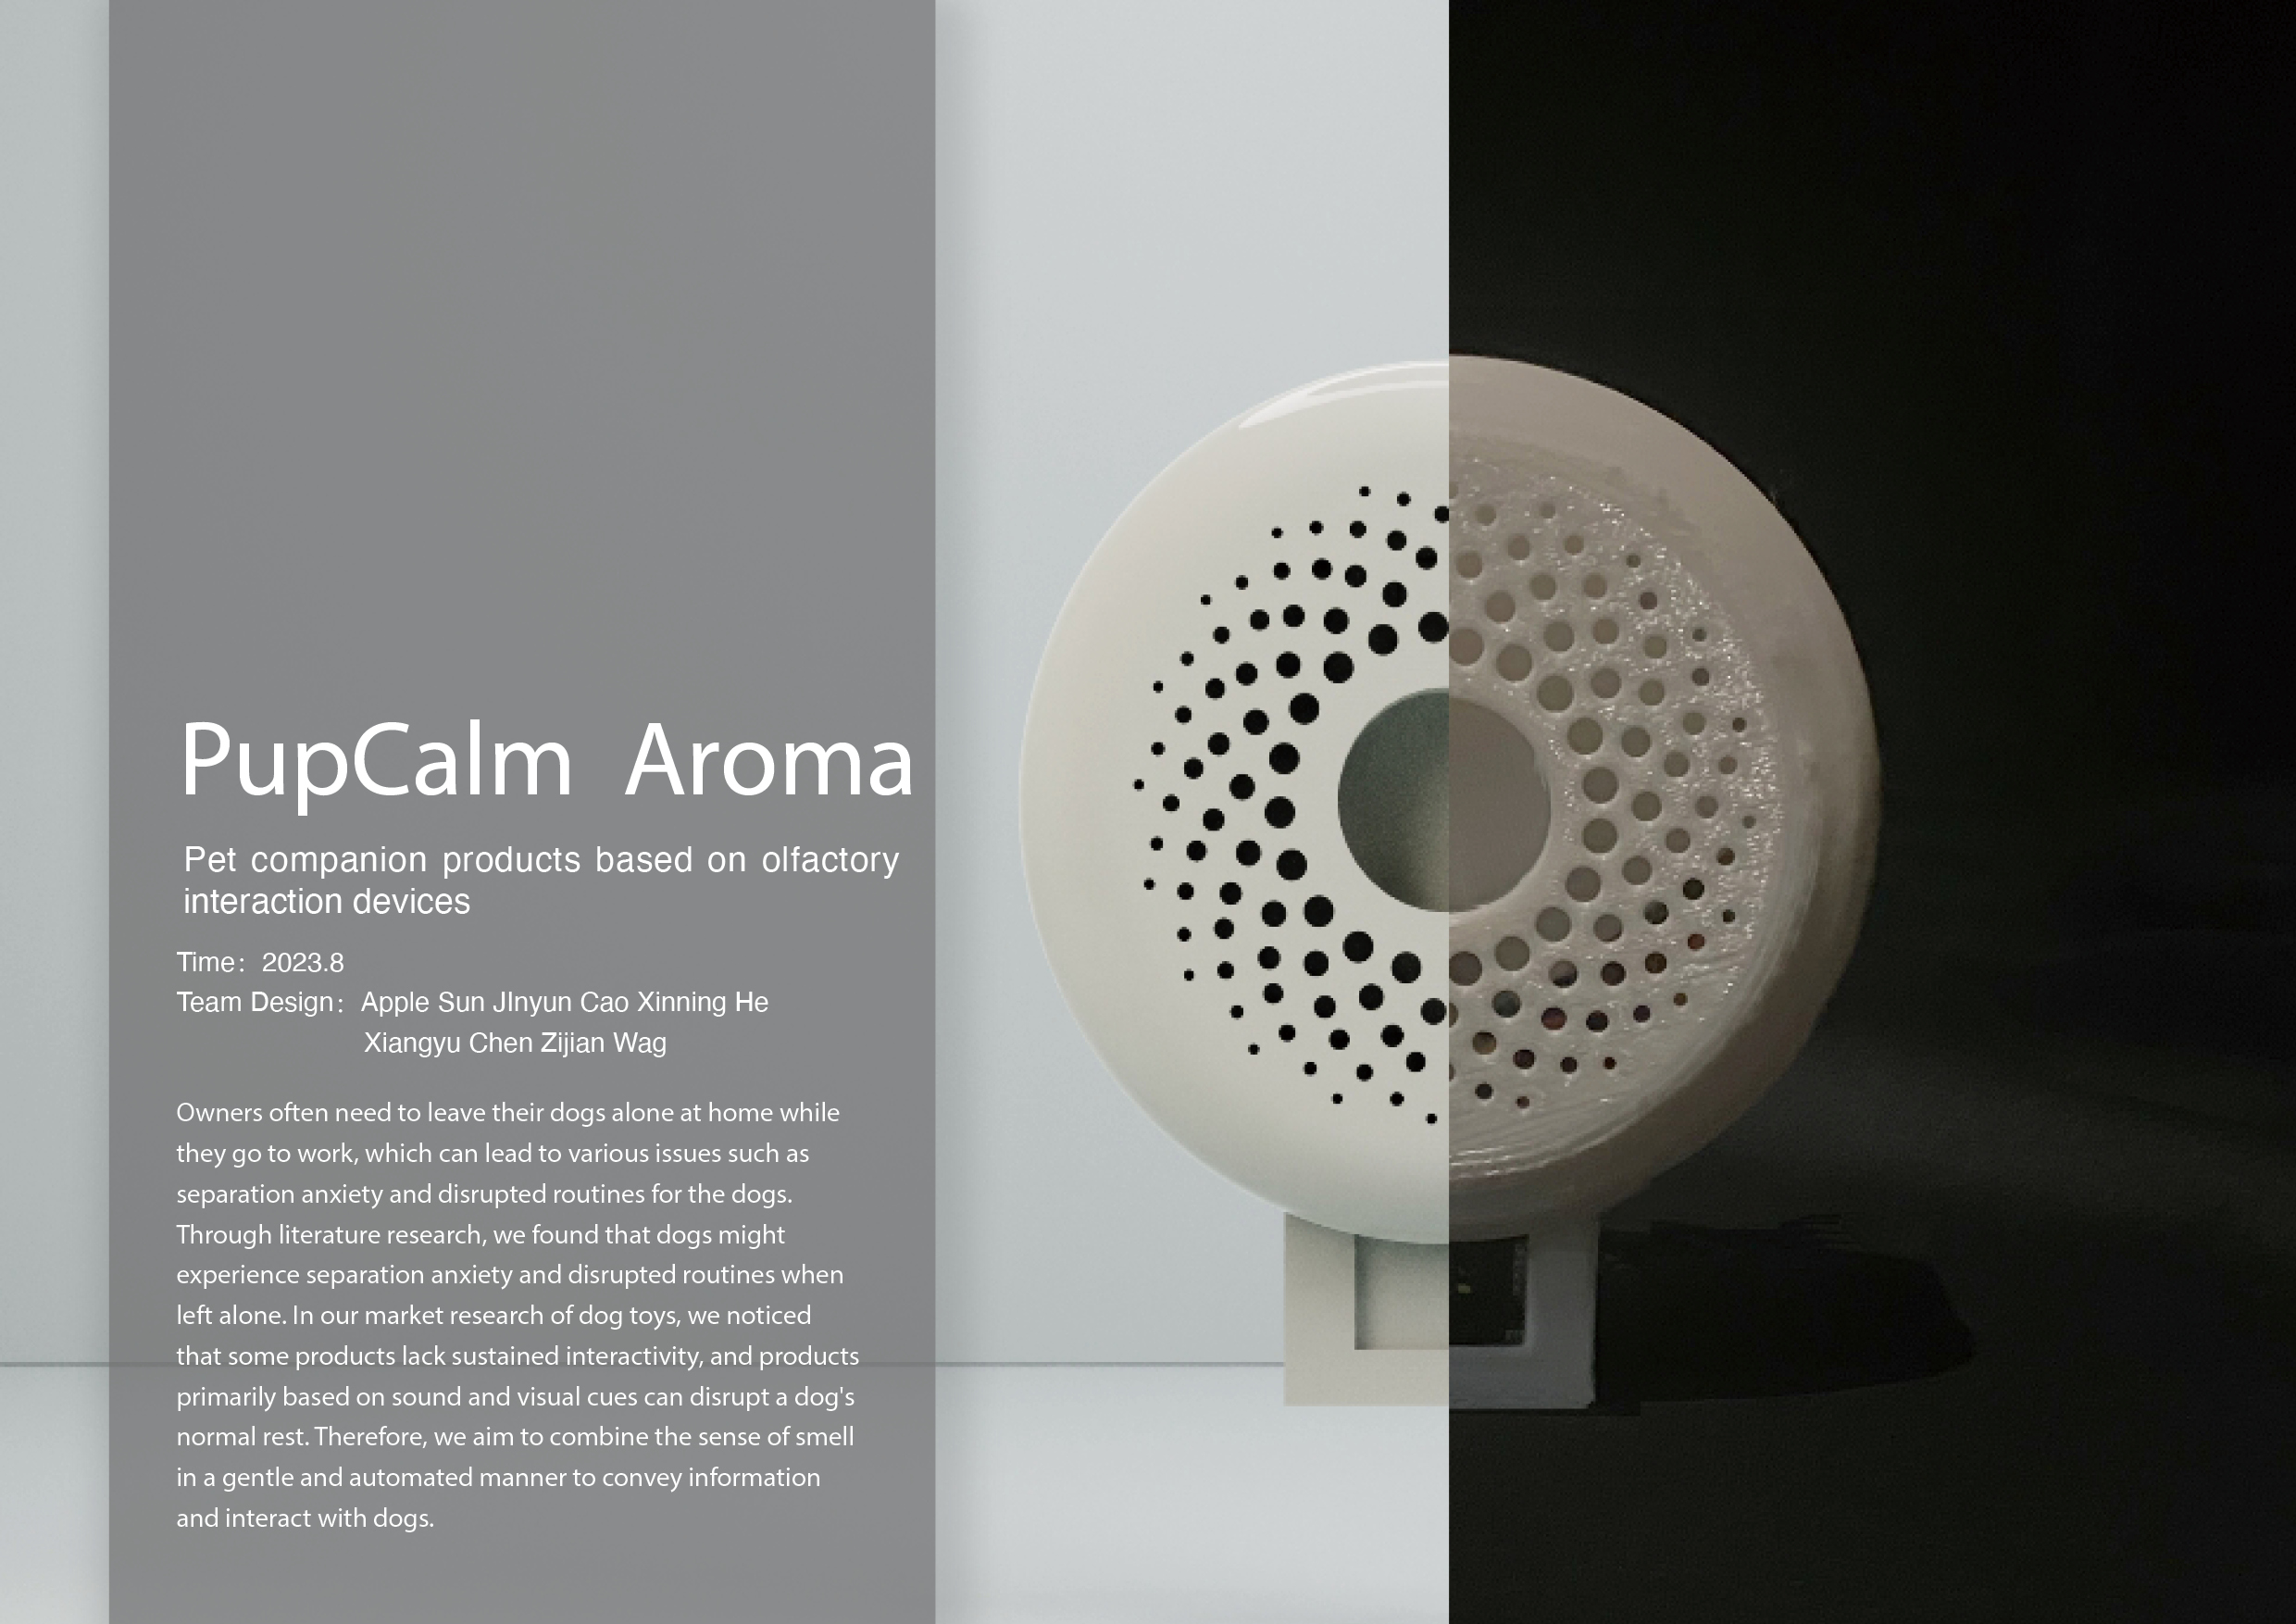 PupCalm Aroma
Pet companion products based on olfactory
interaction devices
Time： 2023.8
Team Design： Apple Sun JInyun Cao Xinning He
Xiangyu Chen Zijian Wag
Owners often need to leave their dogs alone at home while
they go to work, which can lead to various issues such as
separation anxiety and disrupted routines for the dogs.
Through literature research, we found that dogs might
experience separation anxiety and disrupted routines when
left alone. In our market research of dog toys, we noticed
that some products lack sustained interactivity, and products
primarily based on sound and visual cues can disrupt a dog's
normal rest. Therefore, we aim to combine the sense of smell
in a gentle and automated manner to convey information
and interact with dogs.